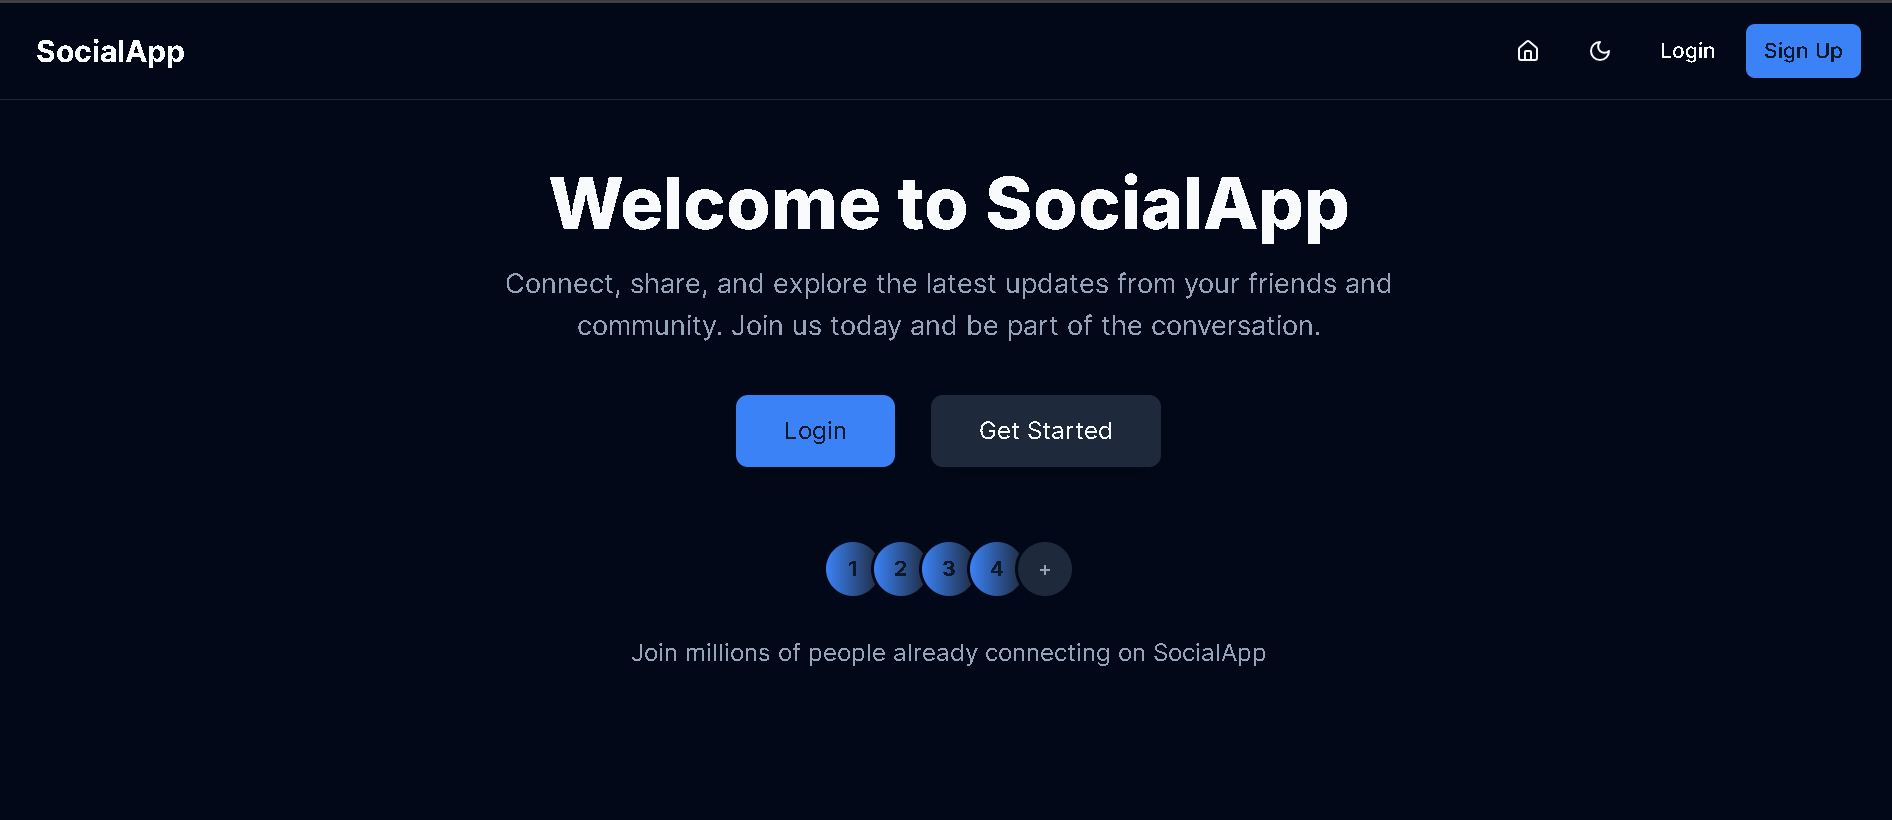 SocialApp
Login
Sign Up
Welcome to SocialApp
Connect, share, and explore the latest updates from your friends and
community. Join us today and be part of the conversation.
Login
Get Started
1 2 3 4 +
Join millions of people already connecting on SocialApp